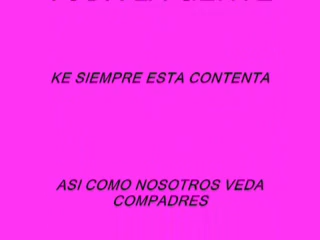 KE SIEMPRE ESTA CONTENTA
ASI COMO NOSOTROS VEDA
COMPADRES